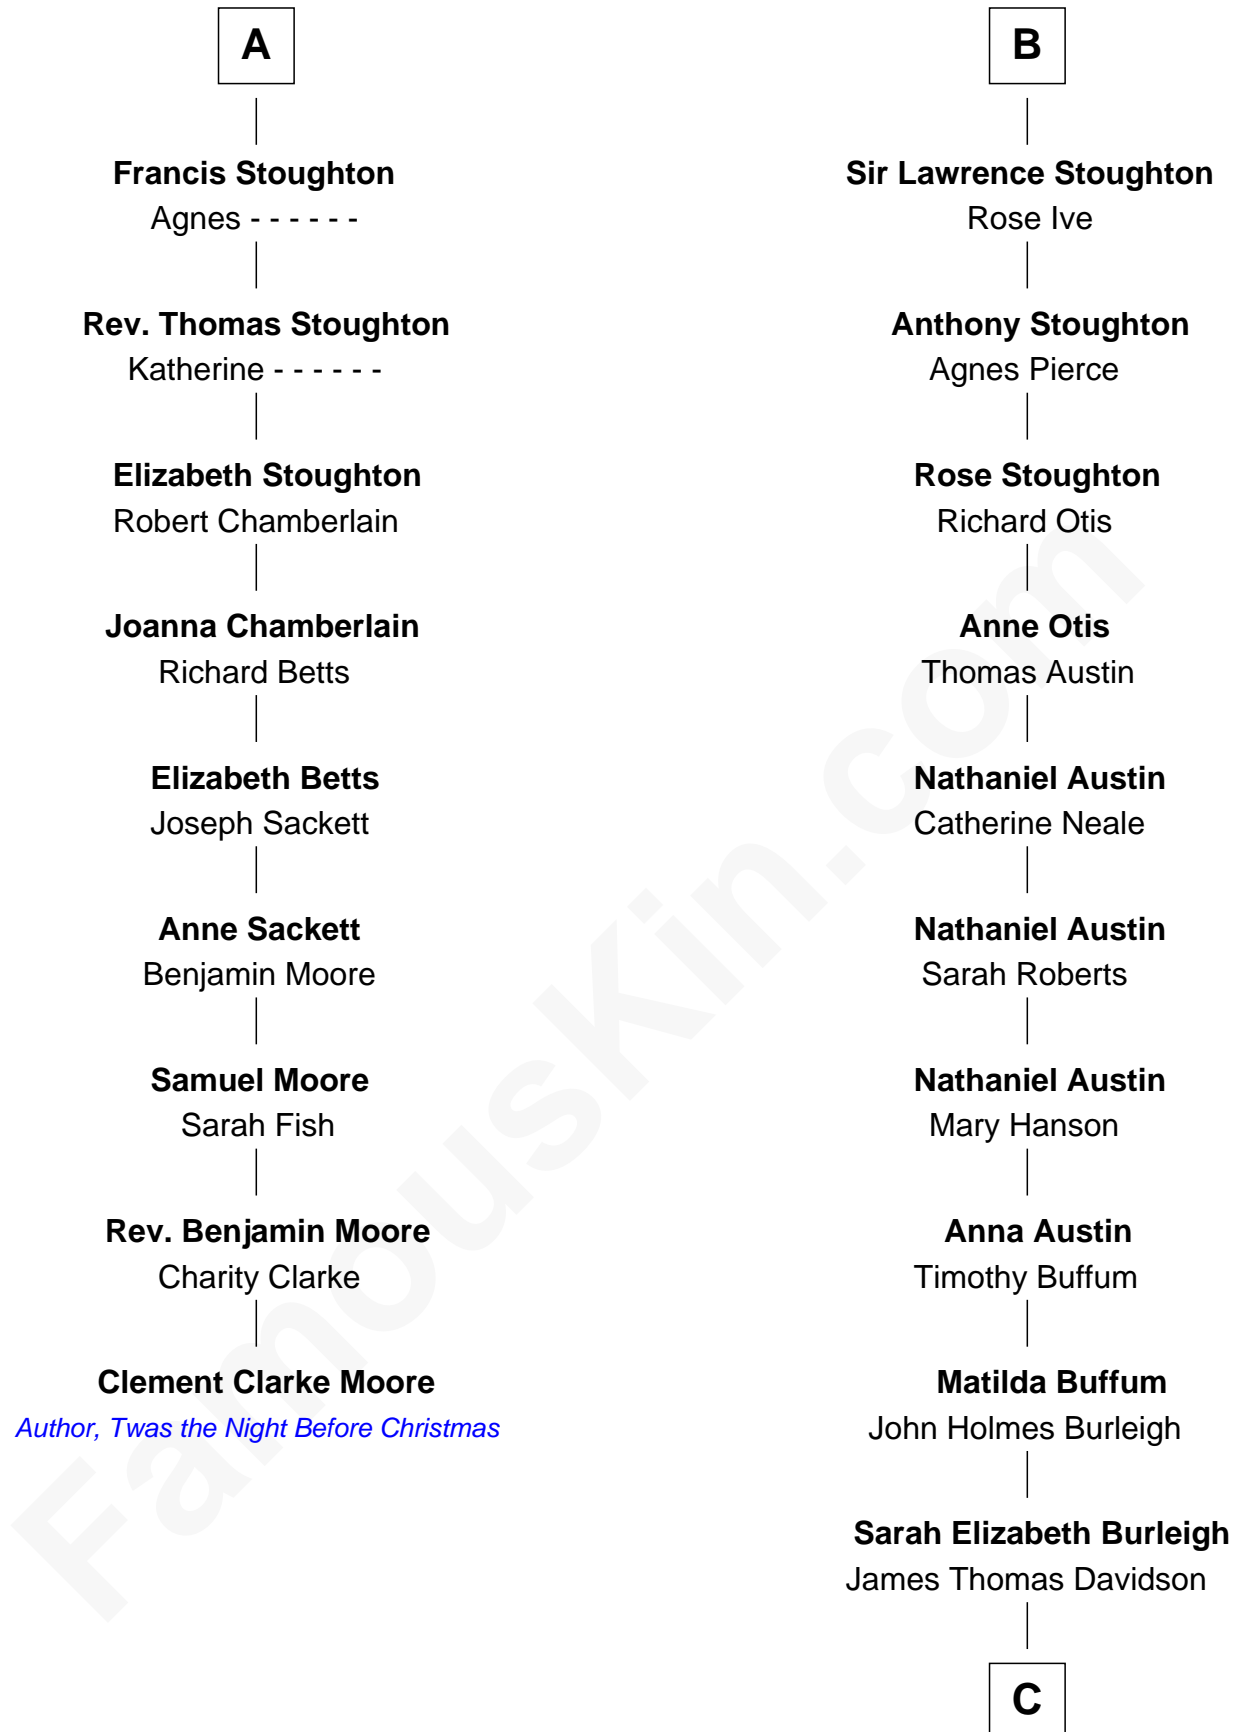 A
Francis Stoughton
Agnes - - - - - -
Rev. Thomas Stoughton
Katherine - - - - - -
Elizabeth Stoughton
Robert Chamberlain
Joanna Chamberlain
Richard Betts
Elizabeth Betts
Joseph Sackett
Anne Sackett
Benjamin Moore
Samuel Moore
Sarah Fish
Rev. Benjamin Moore
Charity Clarke
Clement Clarke Moore
Author, Twas the Night Before Christmas
B
Sir Lawrence Stoughton
Rose Ive
Anthony Stoughton
Agnes Pierce
Rose Stoughton
Richard Otis
Anne Otis
Thomas Austin
Nathaniel Austin
Catherine Neale
Nathaniel Austin
Sarah Roberts
Nathaniel Austin
Mary Hanson
Anna Austin
Timothy Buffum
Matilda Buffum
John Holmes Burleigh
Sarah Elizabeth Burleigh
James Thomas Davidson
C
FamousKin.com